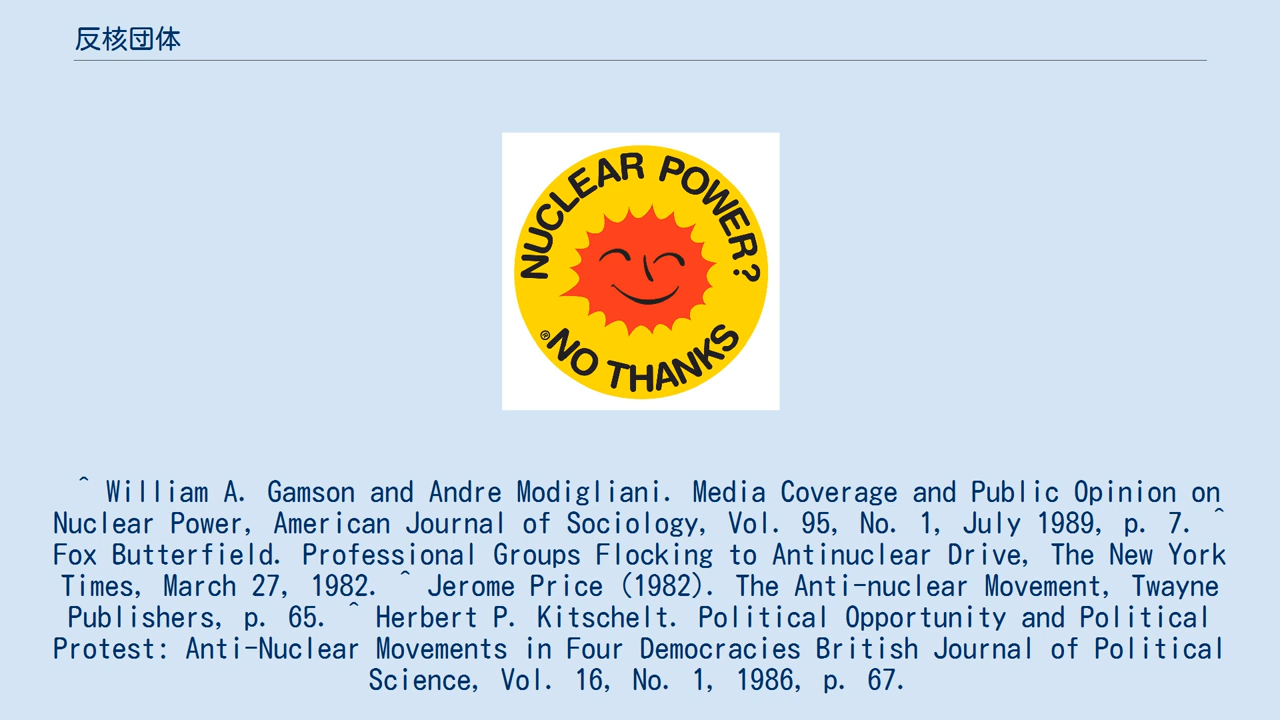 反核団体
NUCLEAR POWER?
®NO THANKS
^ William A. Gamson and Andre Modigliani. Media Coverage and Public Opinion on
Nuclear Power, American Journal of Sociology, Vol. 95, No. 1, July 1989, p. 7. ^
Fox Butterfield. Professional Groups Flocking to Antinuclear Drive, The New York
Times, March 27, 1982. ^ Jerome Price (1982). The Anti-nuclear Movement, Twayne
Publishers, p. 65. ^ Herbert P. Kitschelt. Political Opportunity and Political
Protest: Anti-Nuclear Movements in Four Democracies British Journal of Political
Science, Vol. 16, No. 1, 1986, p. 67.